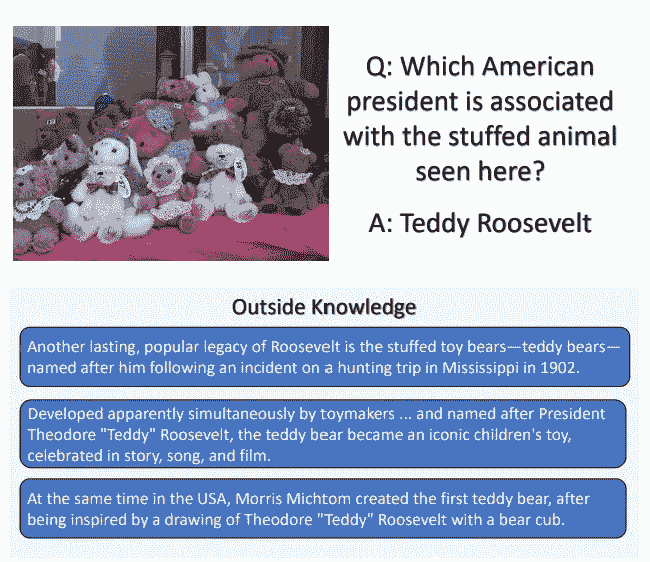 Q: Which American
president is associated
with the stuffed animal
seen here?
A: Teddy Roosevelt
Outside Knowledge
Another lasting, popular legacy of Roosevelt is the stuffed toy bears—teddy bears—
named after him following an incident on a hunting trip in Mississippi in 1902.
Developed apparently simultaneously by toymakers ... and named after President
Theodore "Teddy" Roosevelt, the teddy bear became an iconic children's toy,
celebrated in story, song, and film.
At the same time in the USA, Morris Michtom created the first teddy bear, after
being inspired by a drawing of Theodore "Teddy" Roosevelt with a bear cub.